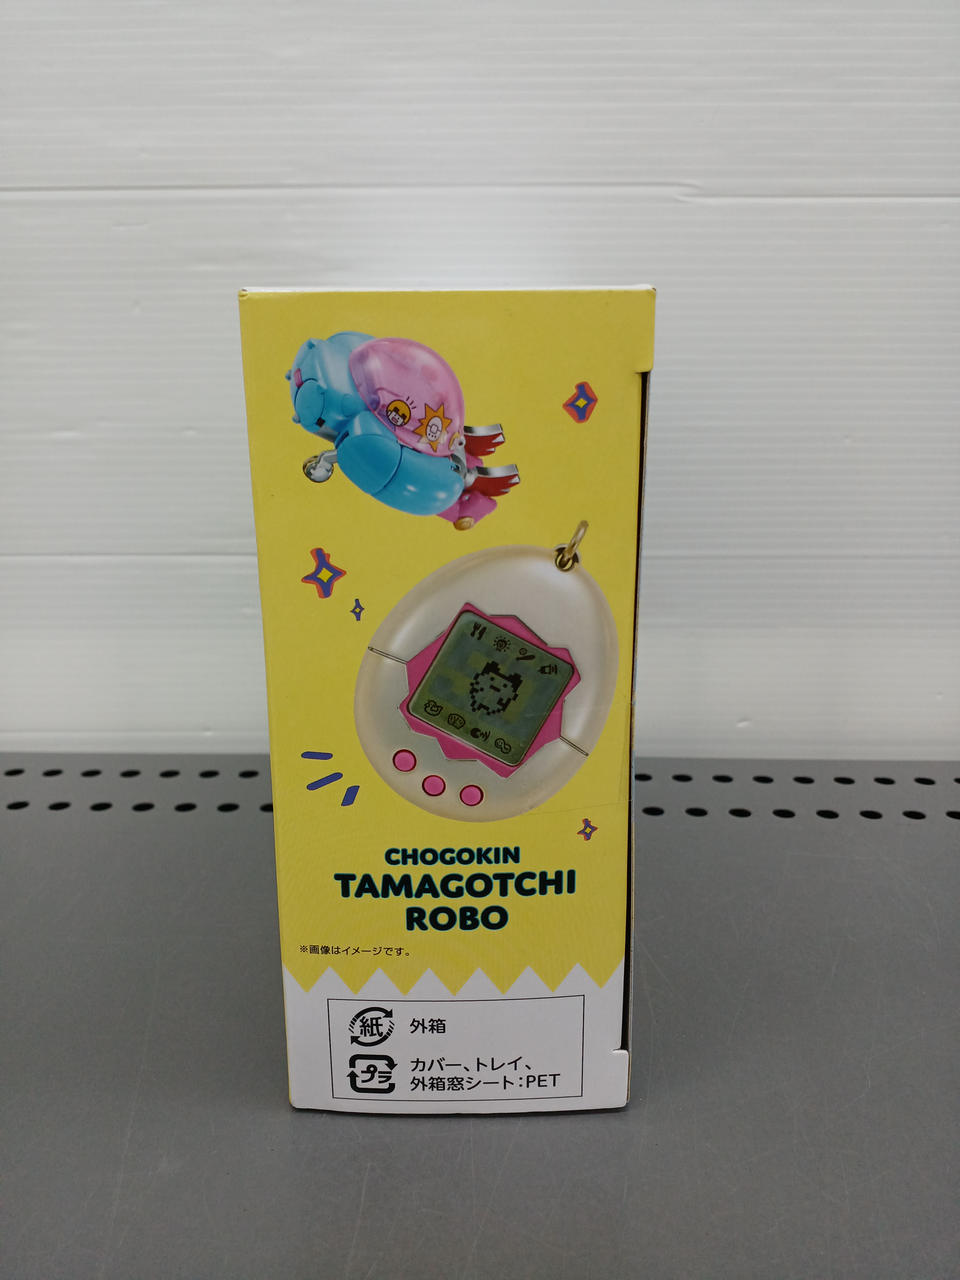 CHOGOKIN
TAMAGOTCHI
ROBO
※画像はイメージです。
紙
外箱
プラ
カバー、トレイ、
外箱窓シート:PET